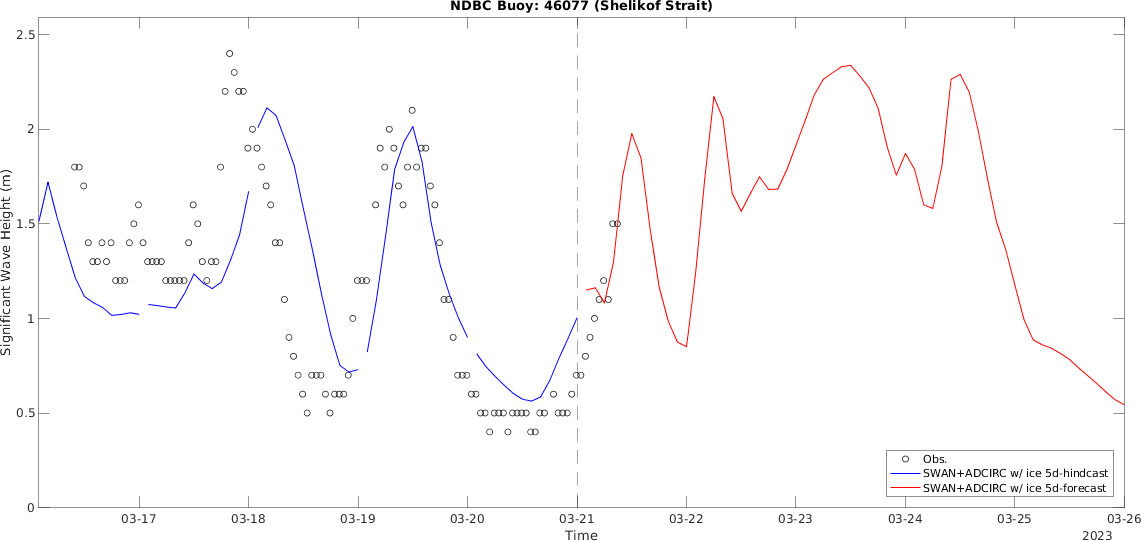 NDBC Buoy: 46077 (Shelikof Strait)
2.5
2
1.5
1
0.5
0
Significant Wave Height (m)
Obs.
SWAN+ADCIRC w/ ice 5d-hindcast
SWAN+ADCIRC w/ ice 5d-forecast
03-17
03-18
03-19
03-20
03-21
03-22
03-23
03-24
03-25
03-26
Time
2023